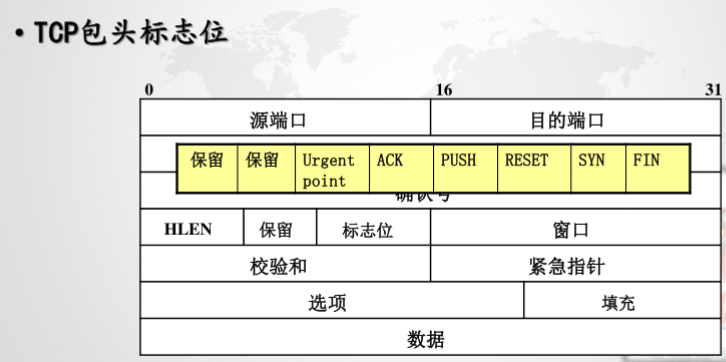 • TCP包头标志位
0 16 31
源端口 目的端口
保留 保留 Urgent point ACK PUSH RESET SYN FIN
确认号
HLEN 保留 标志位 窗口
校验和 紧急指针
选项 填充
数据